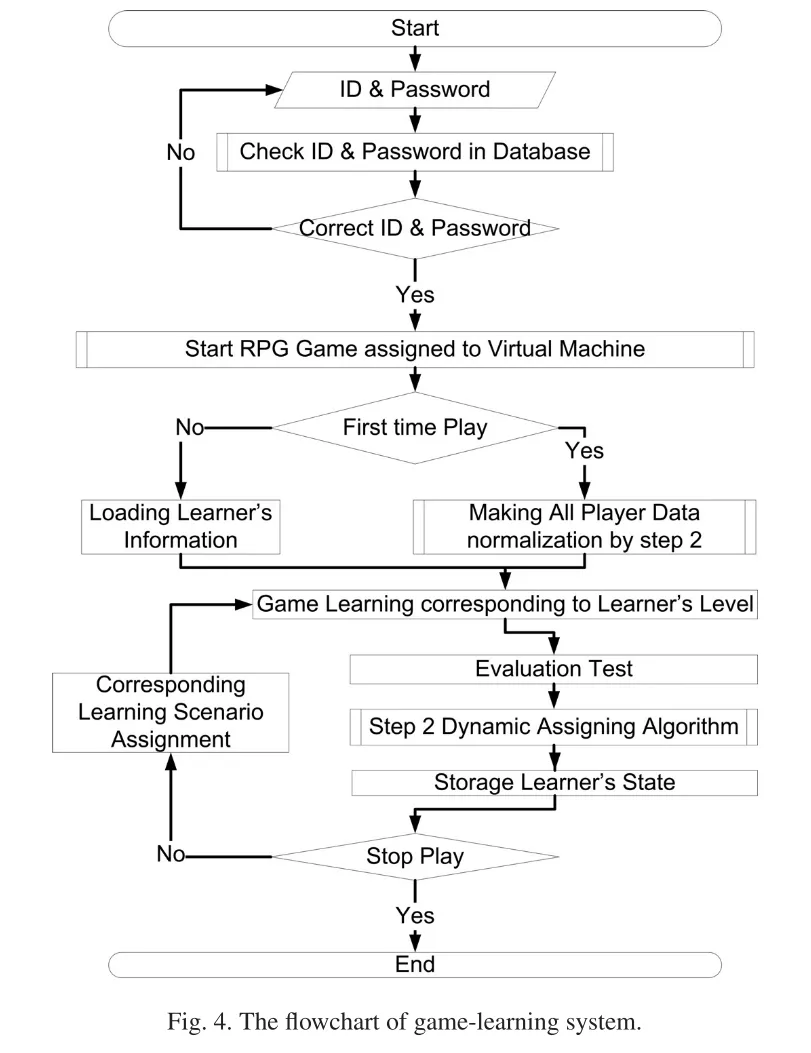 Start
ID & Password
No
Check ID & Password in Database
Correct ID & Password
Yes
Start RPG Game assigned to Virtual Machine
No
First time Play
Yes
Loading Learner's
Information
Making All Player Data
normalization by step 2
Game Learning corresponding to Learner's Level
Evaluation Test
Corresponding
Learning Scenario
Assignment
Step 2 Dynamic Assigning Algorithm
Storage Learner's State
No
Stop Play
Yes
End
Fig. 4. The flowchart of game-learning system.